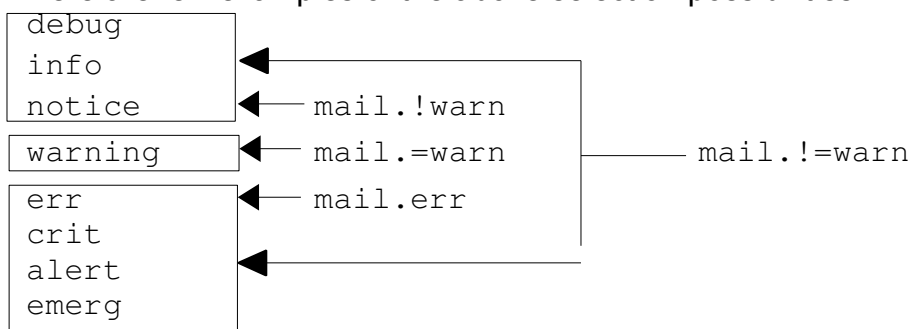 debug
info
notice mail.!warn
warning mail.=warn mail.!=warn
err mail.err
crit
alert
emerg